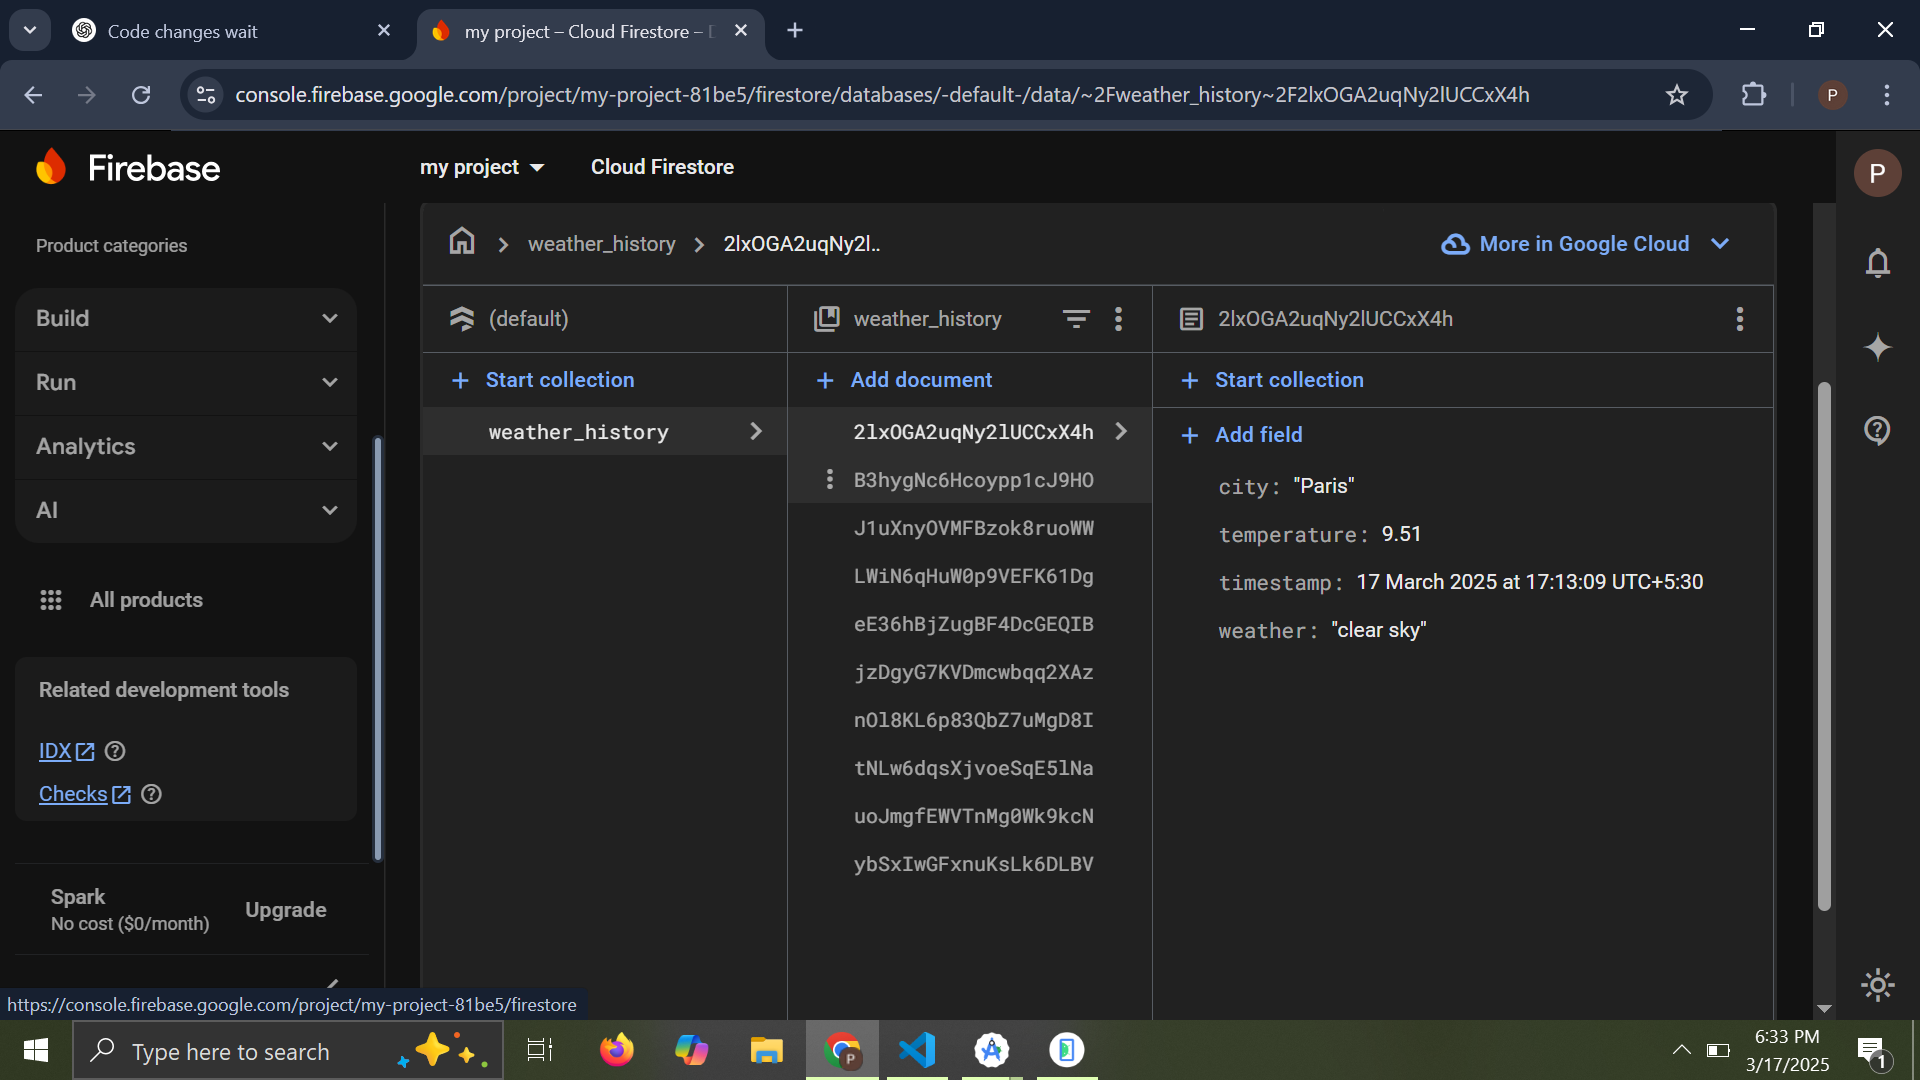 Code changes wait
my project – Cloud Firestore –
console.firebase.google.com/project/my-project-81be5/firestore/databases/-default-/data/~2Fweather_history~2F2lxOGA2uqNy2lUCCxX4h
P
Firebase
my project
Cloud Firestore
P
Product categories
Build
Run
Analytics
AI
All products
Related development tools
IDX
Checks
Spark
No cost ($0/month)
Upgrade
weather_history
2lxOGA2uqNy2l..
More in Google Cloud
(default)
Start collection
weather_history
weather_history
Add document
2lxOGA2uqNy2lUCCxX4h
B3hygNc6Hcoypp1cJ9HO
J1uXnyOVMFBzok8ruoWW
LWiN6qHuW0p9VEFK61Dg
eE36hBjZugBF4DcGEQIB
jzDgyG7KVDmcwbqq2XAz
nOl8KL6p83QbZ7uMgD8I
tNLw6dqsXjvoeSqE5lNa
uoJmgfEWVTnMg0Wk9kcN
ybSxIwGFxnuKsLk6DLBV
2lxOGA2uqNy2lUCCxX4h
Start collection
Add field
city: "Paris"
temperature: 9.51
timestamp: 17 March 2025 at 17:13:09 UTC+5:30
weather: "clear sky"
https://console.firebase.google.com/project/my-project-81be5/firestore
Type here to search
P
6:33 PM
3/17/2025
1